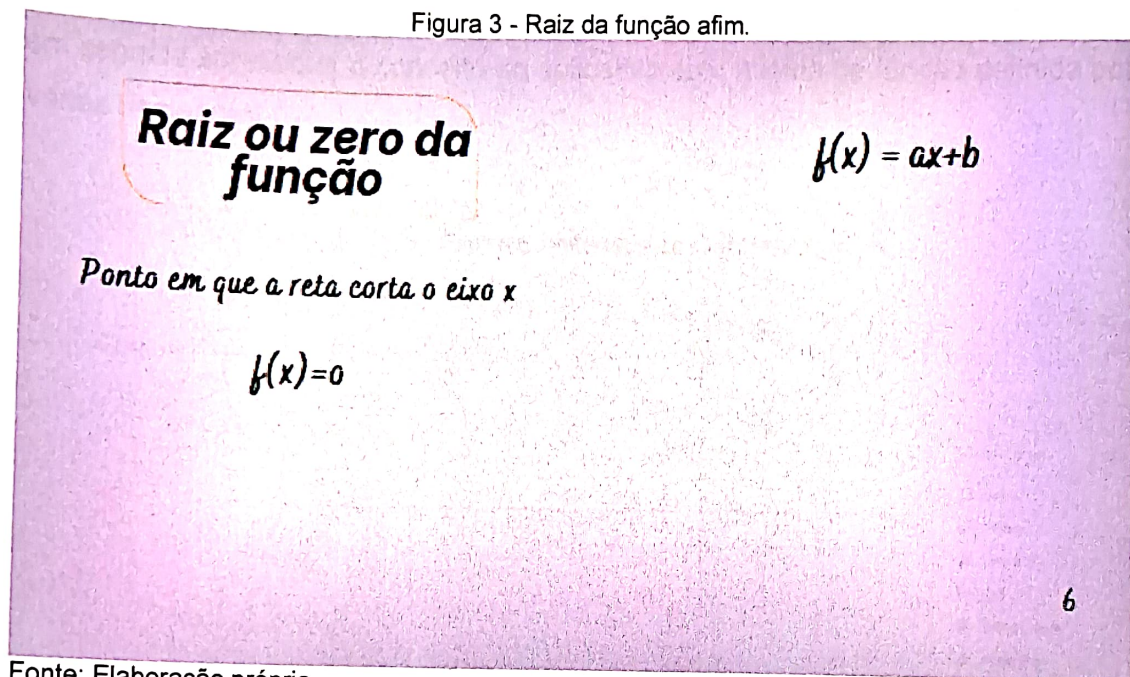 Figura 3 - Raiz da função afim.
Raiz ou zero da
função
f(x) = ax+b
Ponto em que a reta corta o eixo x
f(x)=0
6
Fonte: Elaboração própria